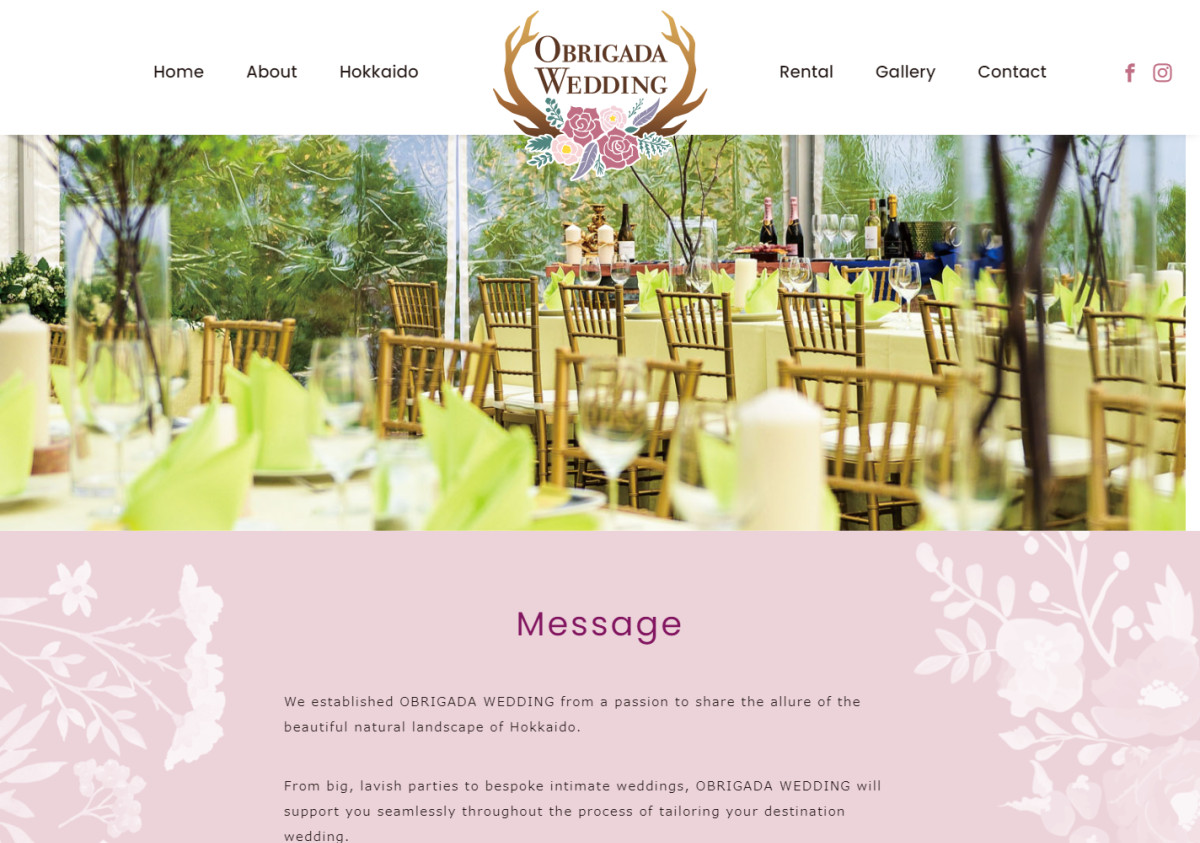 Home About Hokkaido
OBRIGADA
WEDDING
Rental Gallery Contact
Message
We established OBRIGADA WEDDING from a passion to share the allure of the
beautiful natural landscape of Hokkaido.
From big, lavish parties to bespoke intimate weddings, OBRIGADA WEDDING will
support you seamlessly throughout the process of tailoring your destination
wedding.